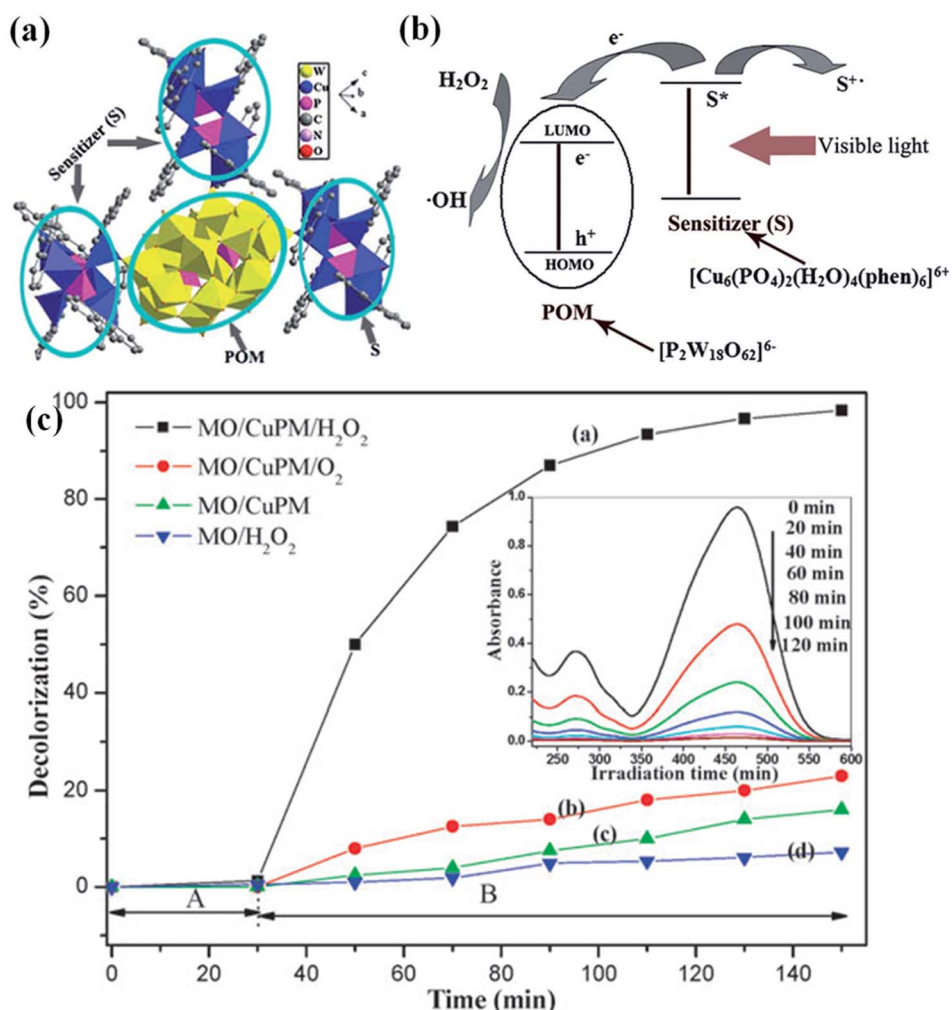 (a)
Sensitizer (S)
W
Cu
P
C
N
O
c
b
a
POM
S
(b)
e-
H2O2
S*
S+·
LUMO
e-
Visible light
·OH
h+
HOMO
Sensitizer (S)
POM
[Cu6(PO4)2(H2O)4(phen)6]6+
[P2W18O62]6-
(c)
MO/CuPM/H2O2
MO/CuPM/O2
MO/CuPM
MO/H2O2
(a)
(b)
(c)
(d)
A
B
Decolorization (%)
100
80
60
40
20
0
0 20 40 60 80 100 120 140
Time (min)
Absorbance
1.0
0.8
0.6
0.4
0.2
0.0
0 min
20 min
40 min
60 min
80 min
100 min
120 min
250 300 350 400 450 500 550 600
Irradiation time (min)